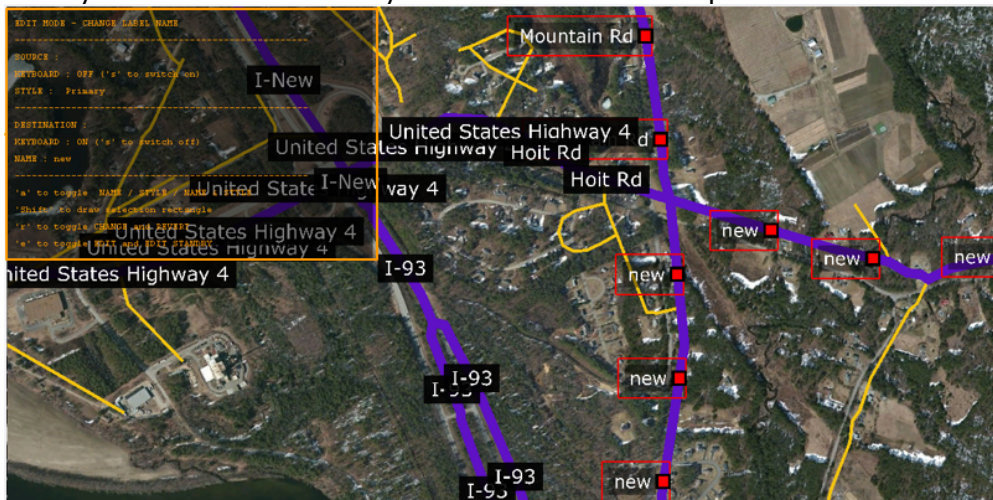 EDIT MODE - CHANGE LABEL NAME
SOURCE :
KEYBOARD : OFF ('s' to switch on)
STYLE : Primary
DESTINATION :
KEYBOARD : ON ('s' to switch off)
NAME : new
'a' to toggle NAME / STYLE / NAME + STYLE
'Shift' to draw selection rectangle
'r' to toggle CHANGE and REVERT
'e' to toggle EDIT and EDIT STANDBY
Mountain Rd
I-New
United States Highway 4
d
United States Highway
Hoit Rd
Hoit Rd
I-New
United State
way 4
United States Highway 4
United States Highway 4
nited States Highway 4
new
new
new
I-93
new
new
I-93
I-93
new
I-93
I-93